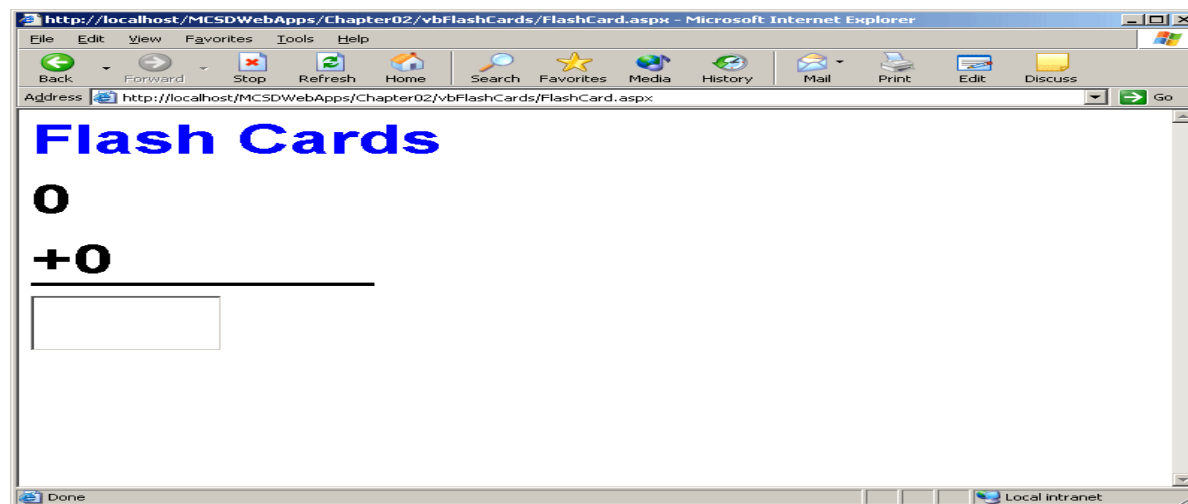 http://localhost/MCSDWebApps/Chapter02/vbFlashCards/FlashCard.aspx - Microsoft Internet Explorer
File Edit View Favorites Tools Help
Back Forward Stop Refresh Home Search Favorites Media History Mail Print Edit Discuss
Address http://localhost/MCSDWebApps/Chapter02/vbFlashCards/FlashCard.aspx Go
Flash Cards
0
+0
Done Local intranet